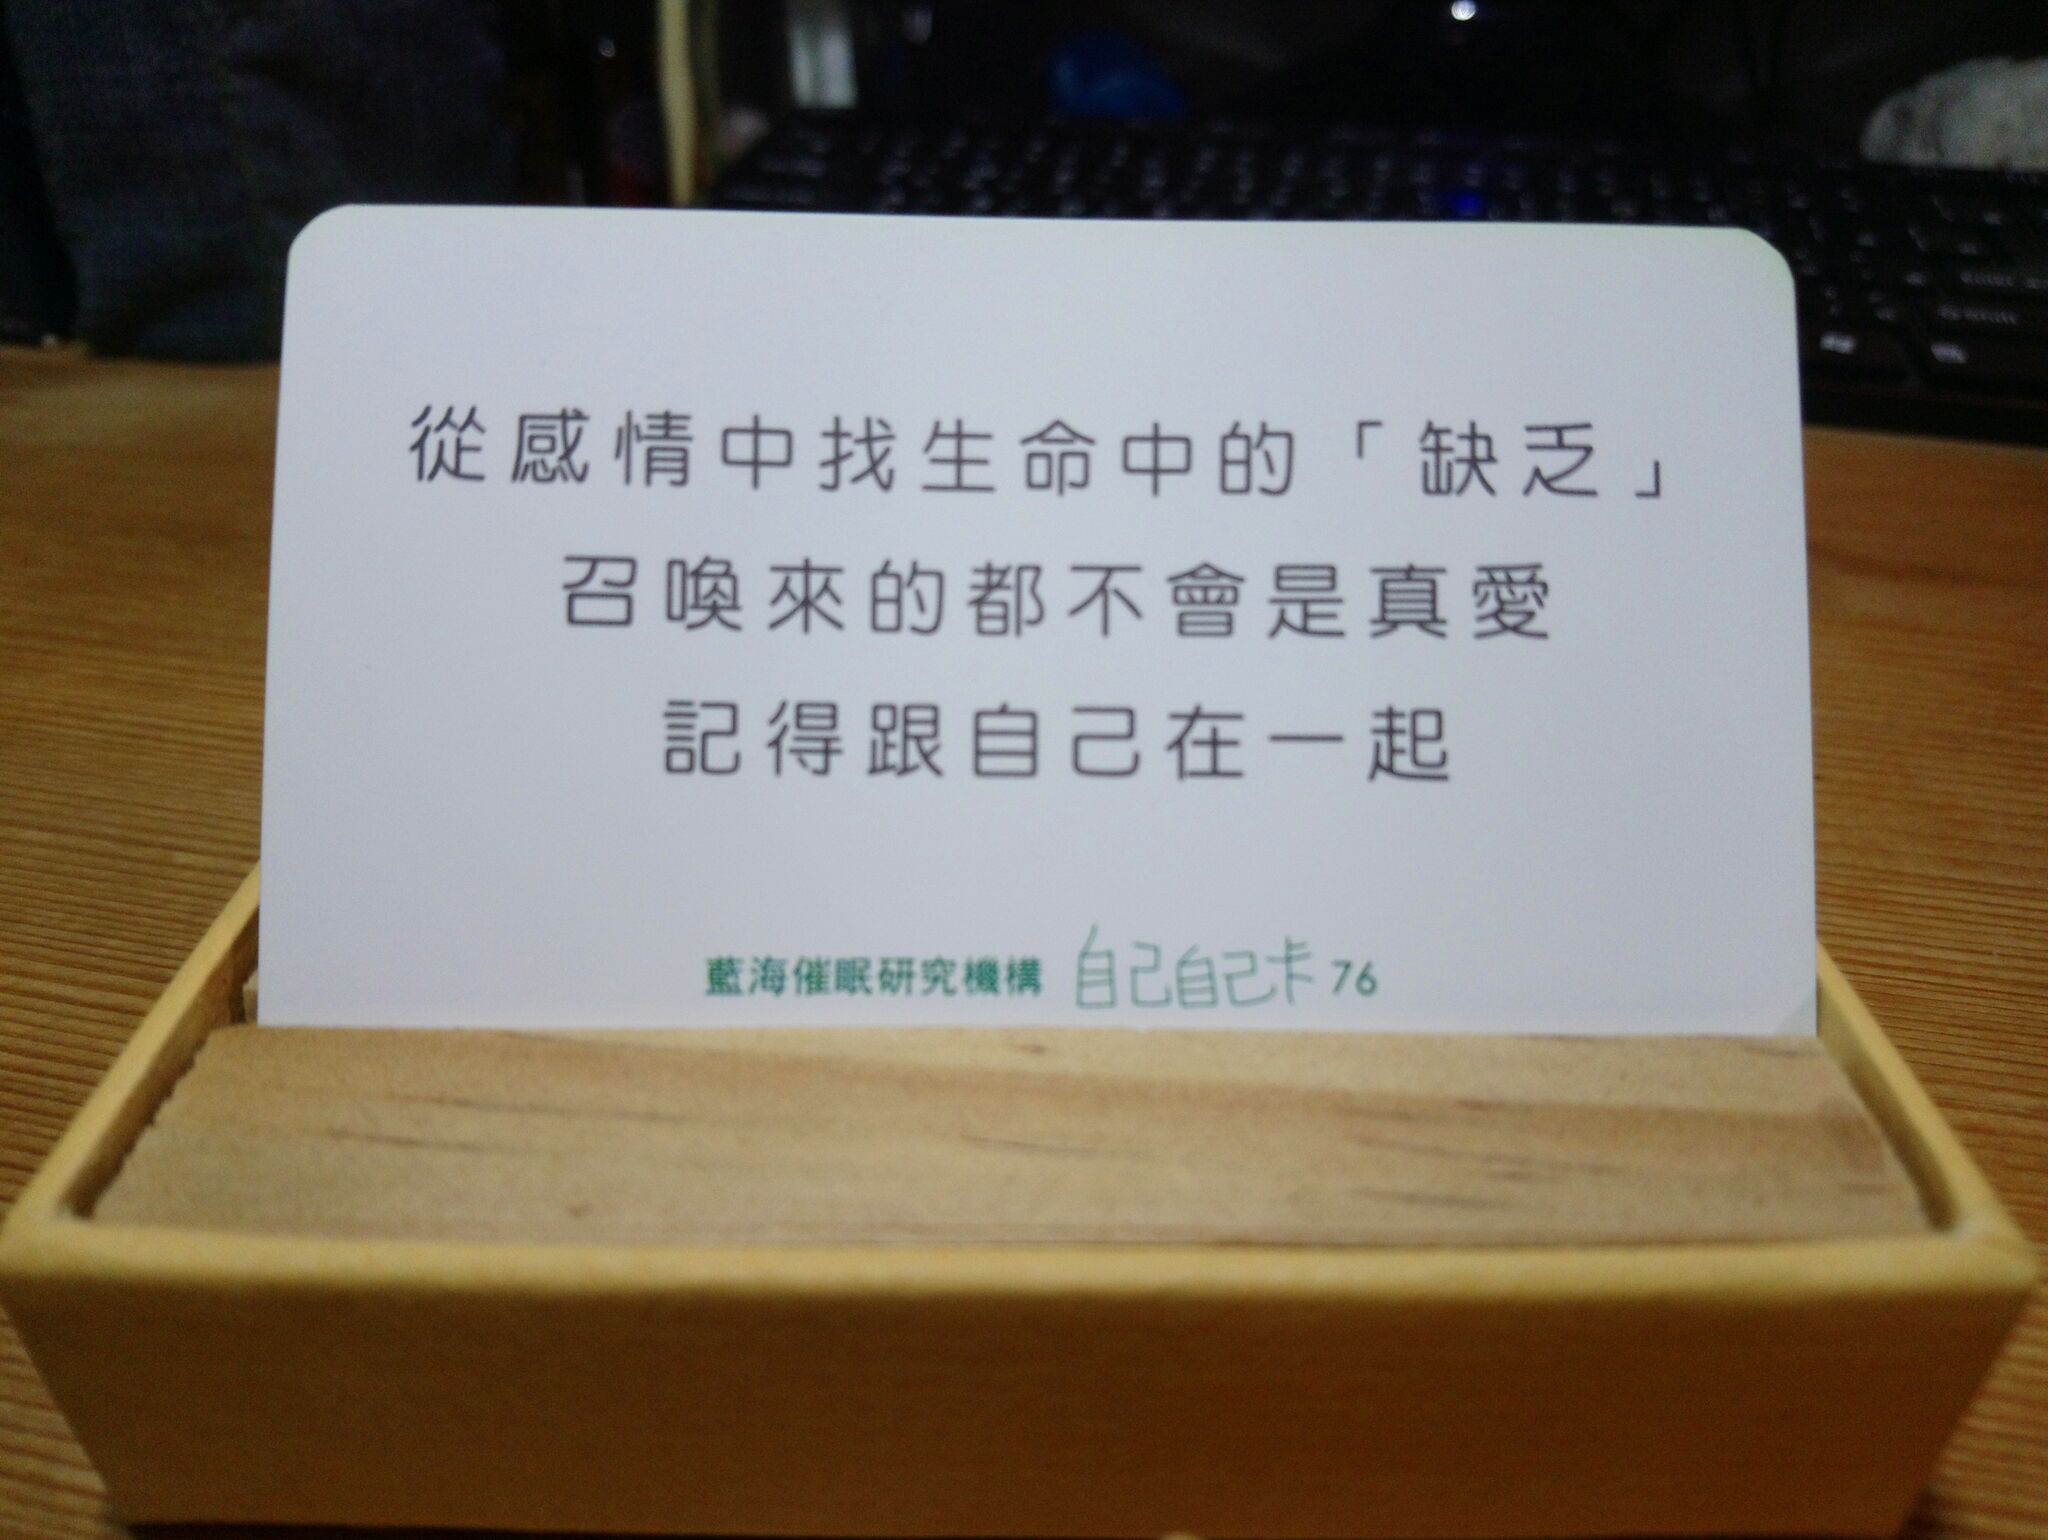 從感情中找生命中的「缺乏」
召喚來的都不會是真愛
記得跟自己在一起
藍海催眠研究機構 自己自己卡 76